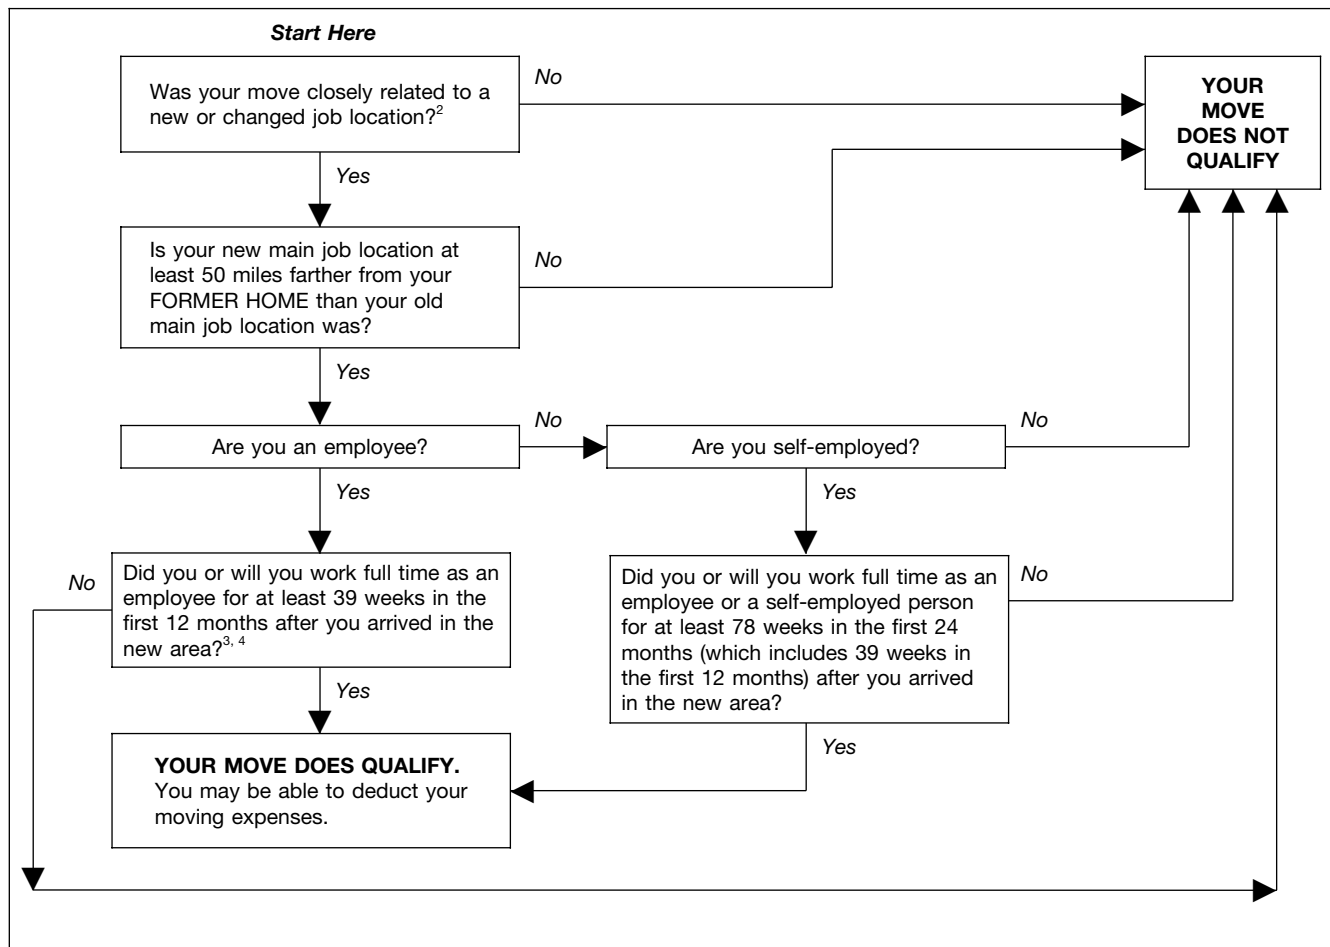 Start Here
Was your move closely related to a
new or changed job location?2
No
YOUR
MOVE
DOES NOT
QUALIFY
Yes
Is your new main job location at
least 50 miles farther from your
FORMER HOME than your old
main job location was?
No
Yes
Are you an employee?
No
Are you self-employed?
No
Yes
Yes
No
Did you or will you work full time as an
employee for at least 39 weeks in the
first 12 months after you arrived in the
new area?3, 4
Did you or will you work full time as an
employee or a self-employed person
for at least 78 weeks in the first 24
months (which includes 39 weeks in
the first 12 months) after you arrived
in the new area?
No
Yes
Yes
YOUR MOVE DOES QUALIFY.
You may be able to deduct your
moving expenses.